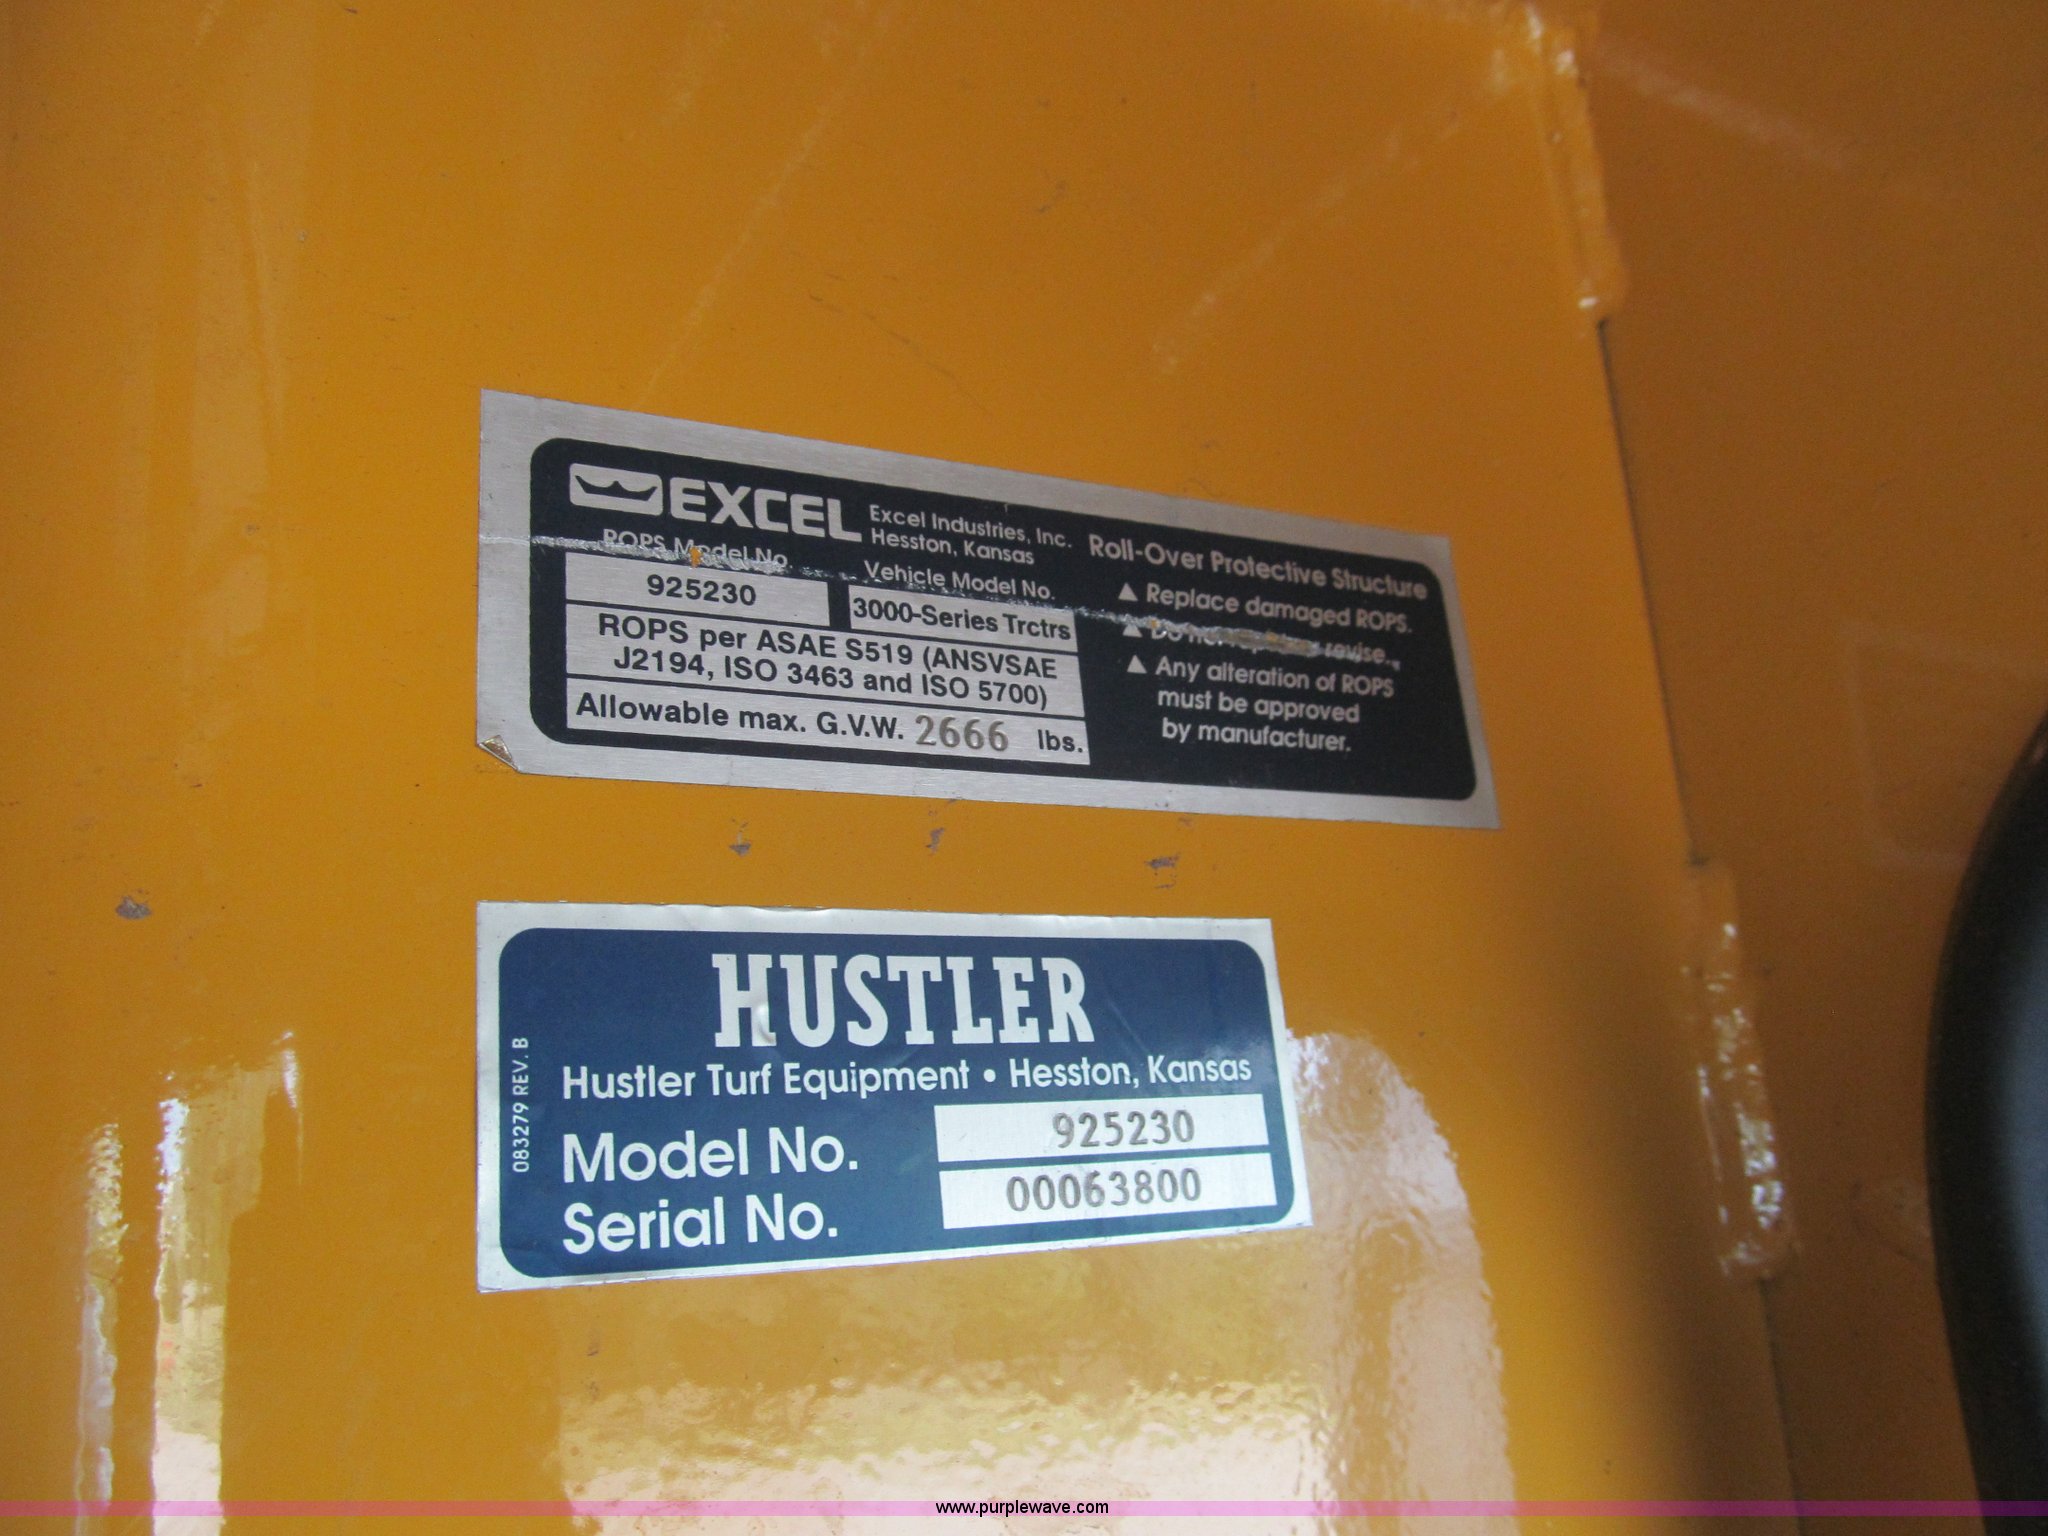 EXCEL
Excel Industries, Inc.
Hesston, Kansas
ROPS Model No.
925230
Vehicle Model No.
3000-Series Trctrs
ROPS per ASAE S519 (ANSVSAE
J2194, ISO 3463 and ISO 5700)
Allowable max. G.V.W. 2666 lbs.
Roll-Over Protective Structure
▲ Replace damaged ROPS.
▲ Do not revise.
▲ Any alteration of ROPS
must be approved
by manufacturer.
HUSTLER
Hustler Turf Equipment • Hesston, Kansas
Model No. 925230
Serial No. 00063800
083279 REV. B
www.purplewave.com